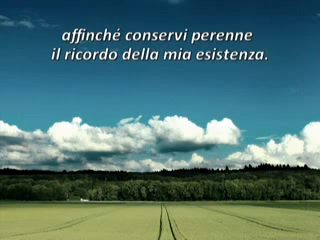 affinché conservi perenne
il ricordo della mia esistenza.